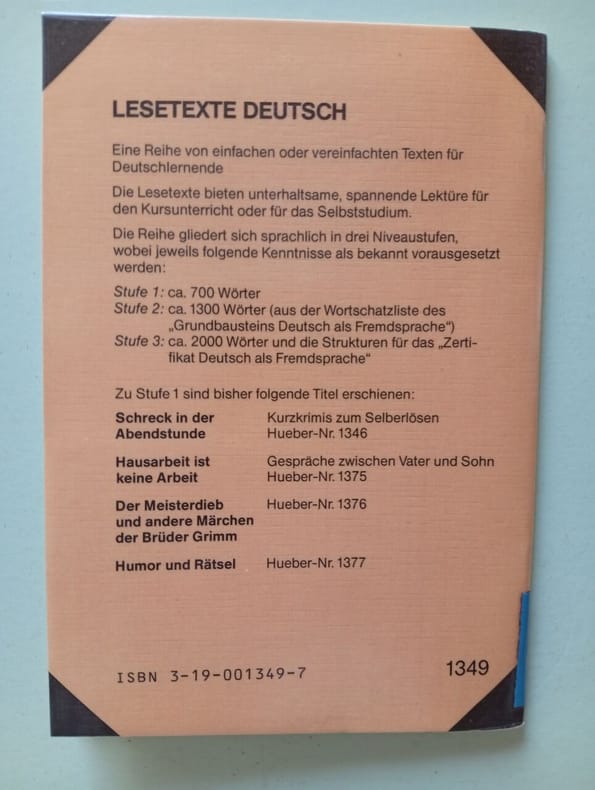 LESETEXTE DEUTSCH
Eine Reihe von einfachen oder vereinfachten Texten für
Deutschlernende
Die Lesetexte bieten unterhaltsame, spannende Lektüre für
den Kursunterricht oder für das Selbststudium.
Die Reihe gliedert sich sprachlich in drei Niveaustufen,
wobei jeweils folgende Kenntnisse als bekannt vorausgesetzt
werden:
Stufe 1: ca. 700 Wörter
Stufe 2: ca. 1300 Wörter (aus der Wortschatzliste des
„Grundbausteins Deutsch als Fremdsprache“)
Stufe 3: ca. 2000 Wörter und die Strukturen für das „Zerti-
fikat Deutsch als Fremdsprache“
Zu Stufe 1 sind bisher folgende Titel erschienen:
Schreck in der Kurzkrimis zum Selberlösen
Abendstunde Hueber-Nr. 1346
Hausarbeit ist Gespräche zwischen Vater und Sohn
keine Arbeit Hueber-Nr. 1375
Der Meisterdieb Hueber-Nr. 1376
und andere Märchen
der Brüder Grimm
Humor und Rätsel Hueber-Nr. 1377
ISBN 3-19-001349-7 1349